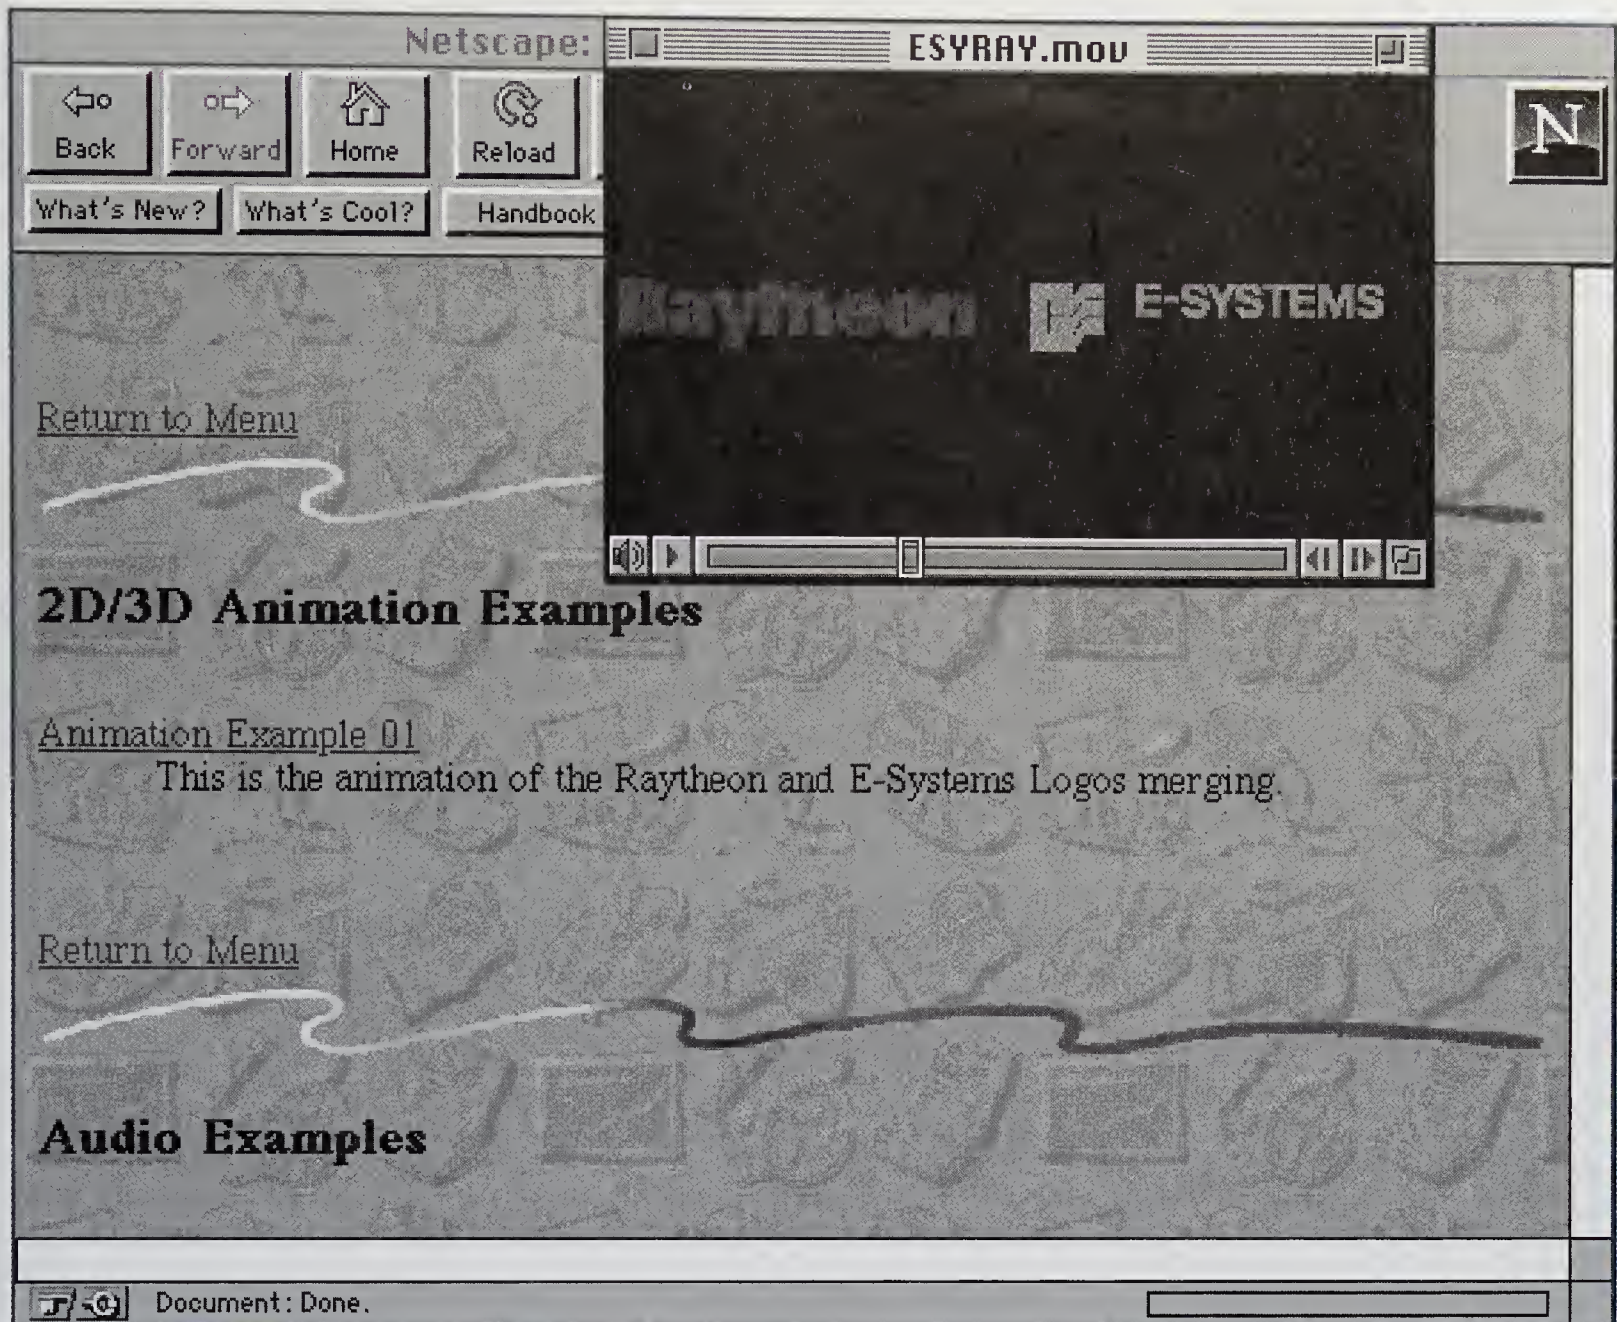 Netscape:
ESYRAY.mov
Back
Forward
Home
Reload
N
What's New?
What's Cool?
Handbook
Raytheon
E-SYSTEMS
Return to Menu
2D/3D Animation Examples
Animation Example 01
This is the animation of the Raytheon and E-Systems Logos merging.
Return to Menu
Audio Examples
Document: Done.